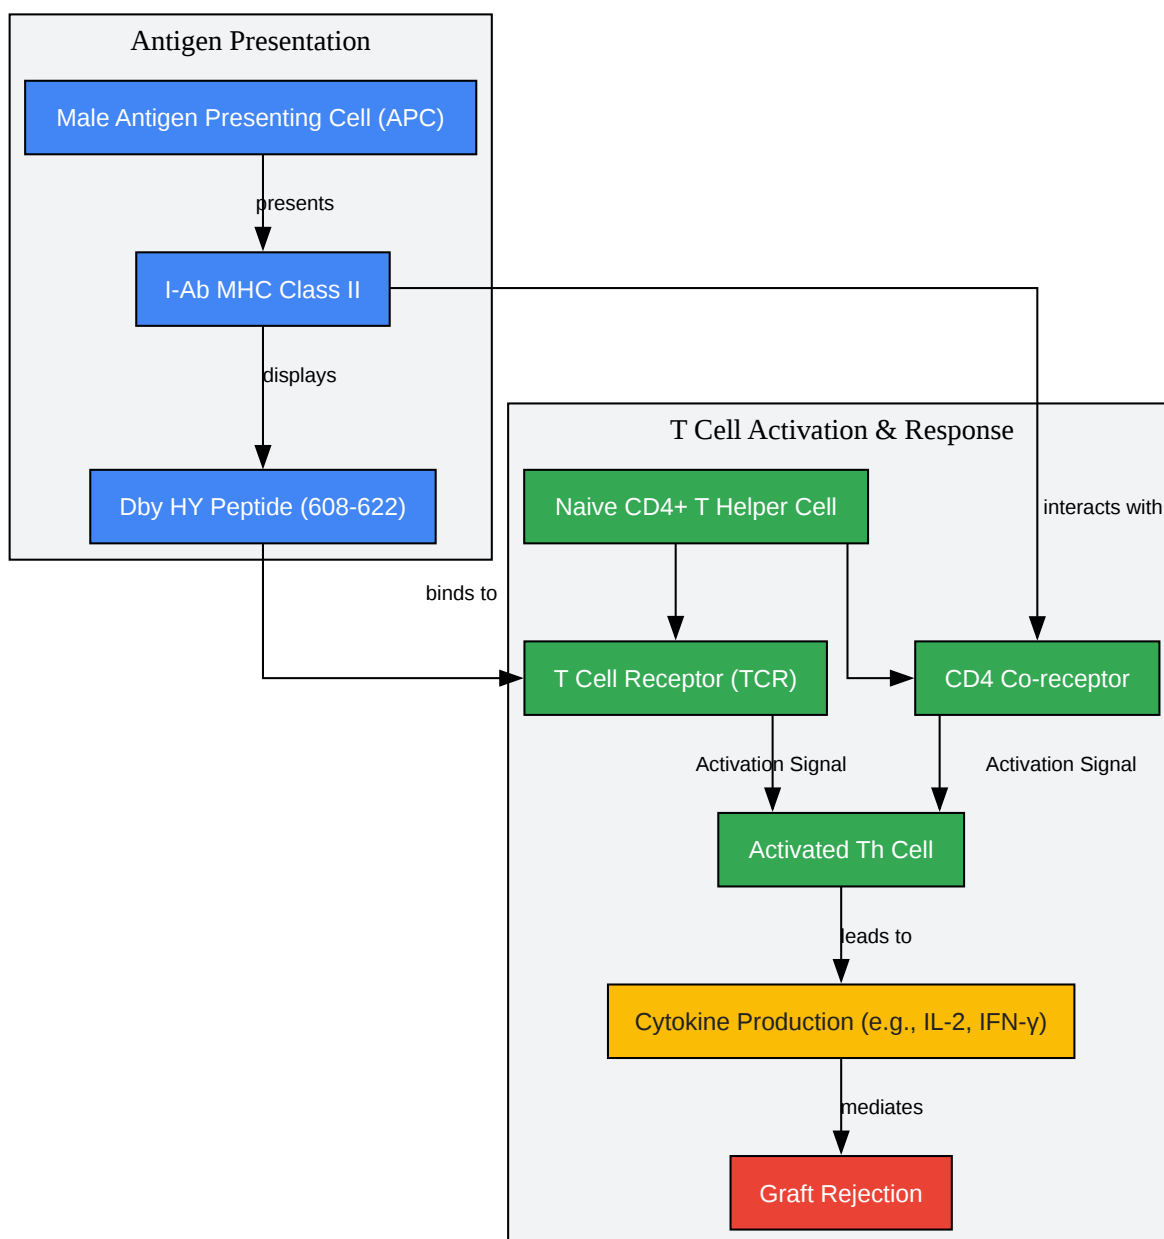 Antigen Presentation
Male Antigen Presenting Cell (APC)
presents
I-Ab MHC Class II
displays
Dby HY Peptide (608-622)
binds to
T Cell Activation & Response
Naive CD4+ T Helper Cell
interacts with
T Cell Receptor (TCR)
CD4 Co-receptor
Activation Signal
Activation Signal
Activated Th Cell
leads to
Cytokine Production (e.g., IL-2, IFN-γ)
mediates
Graft Rejection